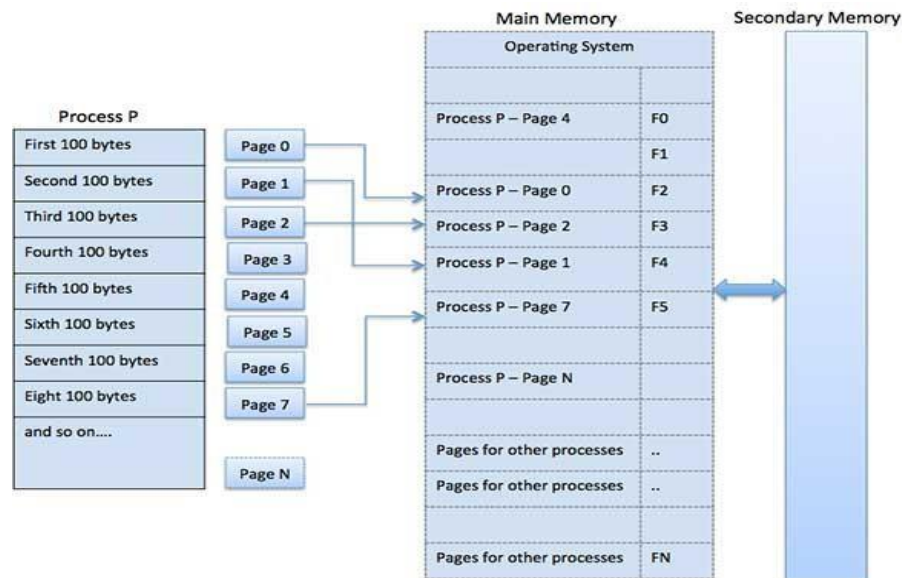 Main Memory
Secondary Memory
Operating System
Process P
First 100 bytes
Second 100 bytes
Third 100 bytes
Fourth 100 bytes
Fifth 100 bytes
Sixth 100 bytes
Seventh 100 bytes
Eight 100 bytes
and so on....
Page 0
Page 1
Page 2
Page 3
Page 4
Page 5
Page 6
Page 7
Page N
Process P – Page 4 F0
F1
Process P – Page 0 F2
Process P – Page 2 F3
Process P – Page 1 F4
Process P – Page 7 F5
Process P – Page N
Pages for other processes ..
Pages for other processes ..
Pages for other processes FN